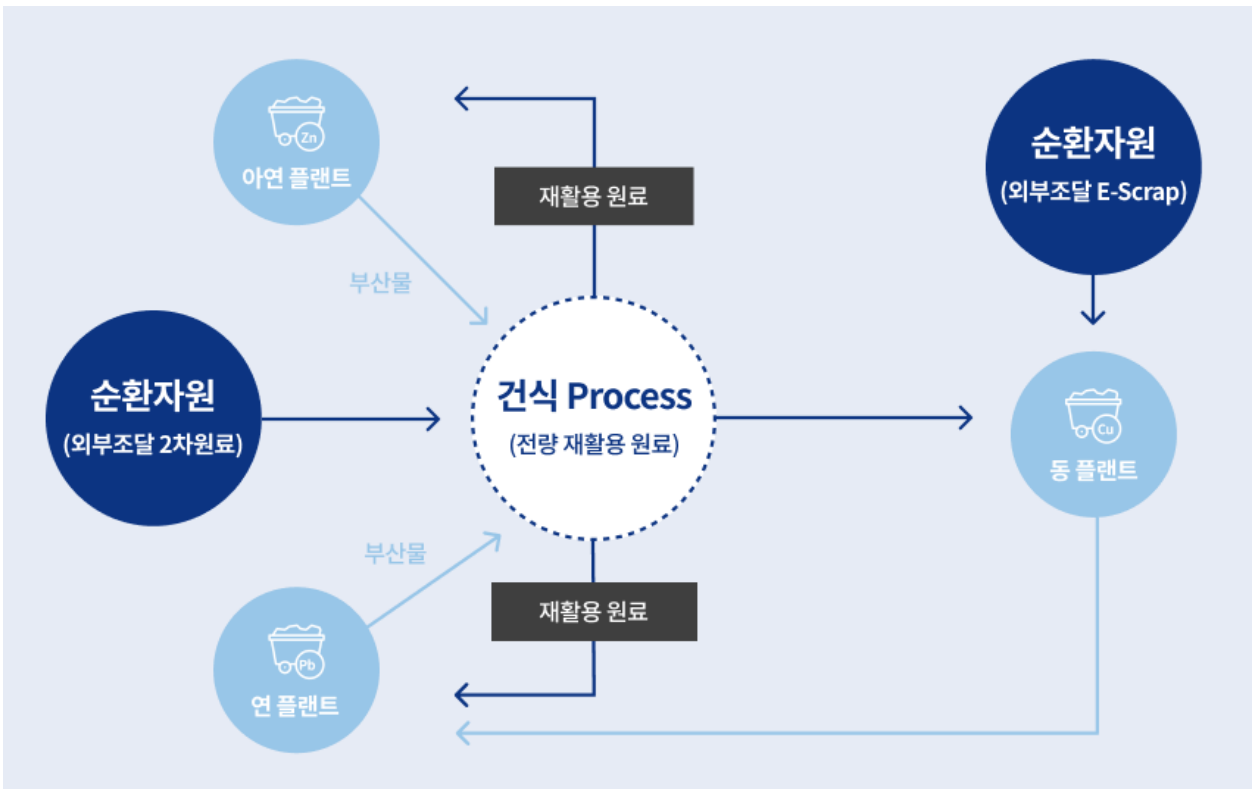 Zn
아연 플랜트
재활용 원료
순환자원
(외부조달 E-Scrap)
부산물
순환자원
(외부조달 2차원료)
건식 Process
(전량 재활용 원료)
Cu
동 플랜트
부산물
재활용 원료
Pb
연 플랜트